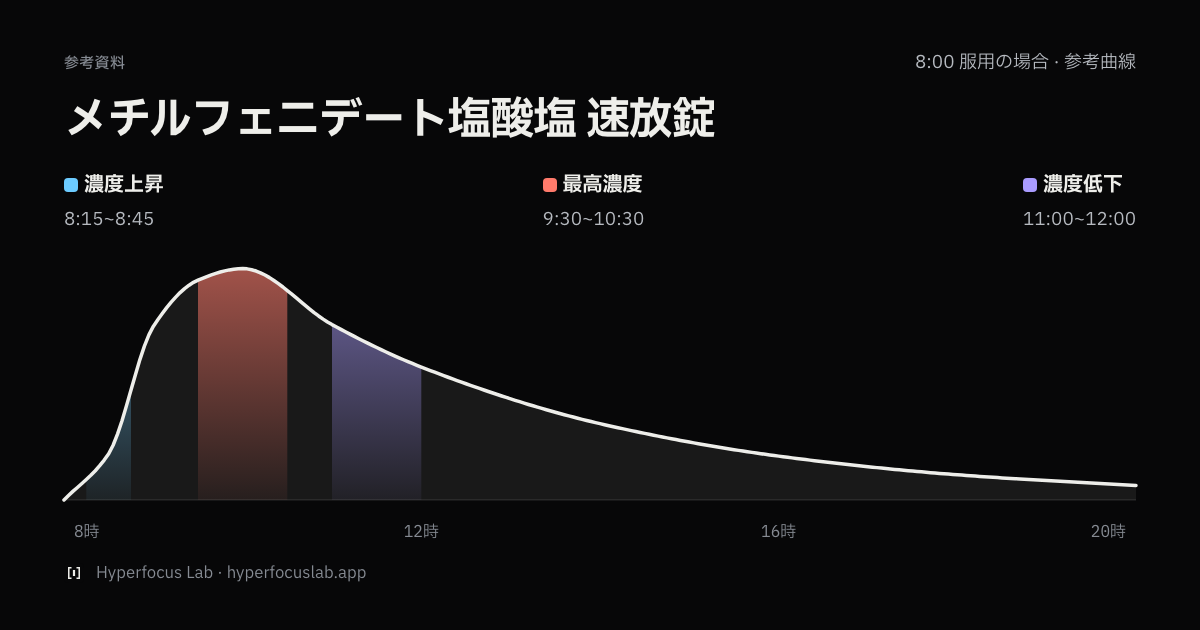 参考資料
8:00 服用の場合 · 参考曲線
メチルフェニデート塩酸塩 速放錠
濃度上昇
8:15~8:45
最高濃度
9:30~10:30
濃度低下
11:00~12:00
8時
12時
16時
20時
Hyperfocus Lab · hyperfocuslab.app